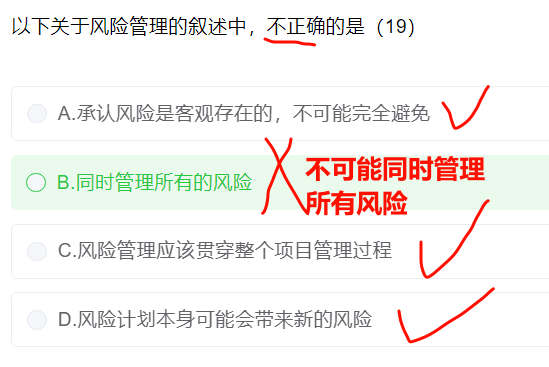 以下关于风险管理的叙述中，不正确的是（19）
A.承认风险是客观存在的，不可能完全避免
B.同时管理所有的风险
不可能同时管理
所有风险
C.风险管理应该贯穿整个项目管理过程
D.风险计划本身可能会带来新的风险